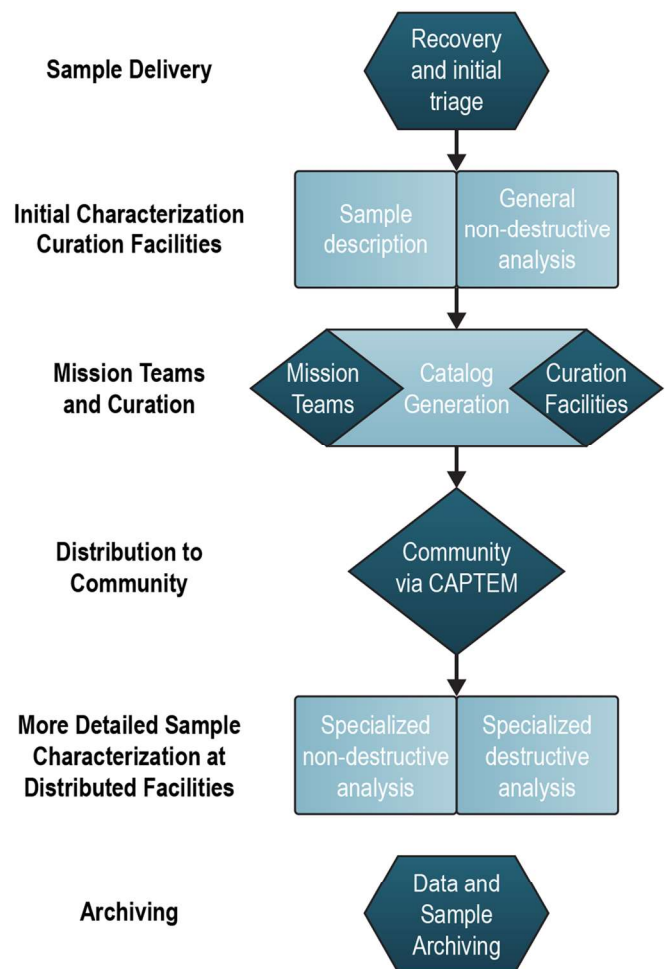 Sample Delivery
Recovery
and initial
triage
Initial Characterization
Curation Facilities
Sample
description
General
non-destructive
analysis
Mission Teams
and Curation
Mission
Teams
Catalog
Generation
Curation
Facilities
Distribution to
Community
Community
via CAPTEM
More Detailed Sample
Characterization at
Distributed Facilities
Specialized
non-destructive
analysis
Specialized
destructive
analysis
Archiving
Data and
Sample
Archiving